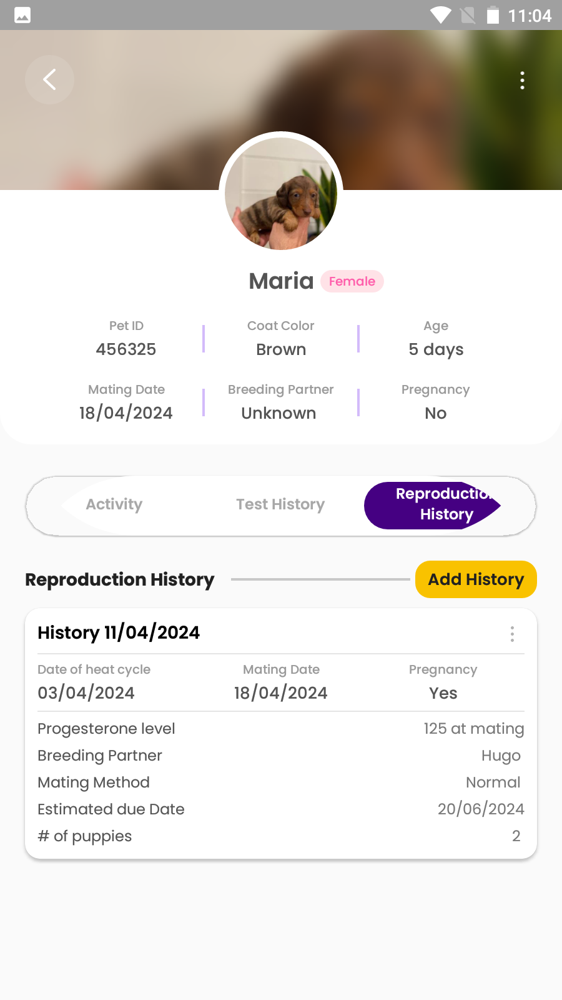 11:04
Maria Female
Pet ID Coat Color Age
456325 Brown 5 days
Mating Date Breeding Partner Pregnancy
18/04/2024 Unknown No
Activity Test History Reproduction
History
Reproduction History Add History
History 11/04/2024
Date of heat cycle Mating Date Pregnancy
03/04/2024 18/04/2024 Yes
Progesterone level 125 at mating
Breeding Partner Hugo
Mating Method Normal
Estimated due Date 20/06/2024
# of puppies 2